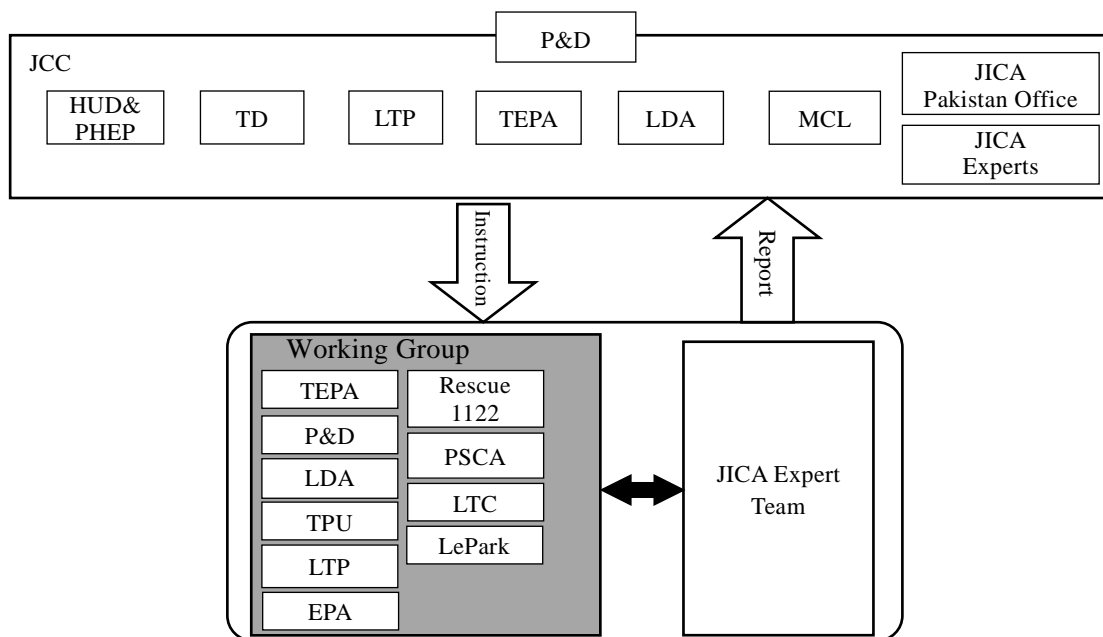 P&D
JCC
HUD&
PHEP
TD
LTP
TEPA
LDA
MCL
JICA
Pakistan Office
JICA
Experts
Instruction
Report
Working Group
TEPA
P&D
LDA
TPU
LTP
EPA
Rescue
1122
PSCA
LTC
LePark
JICA Expert
Team